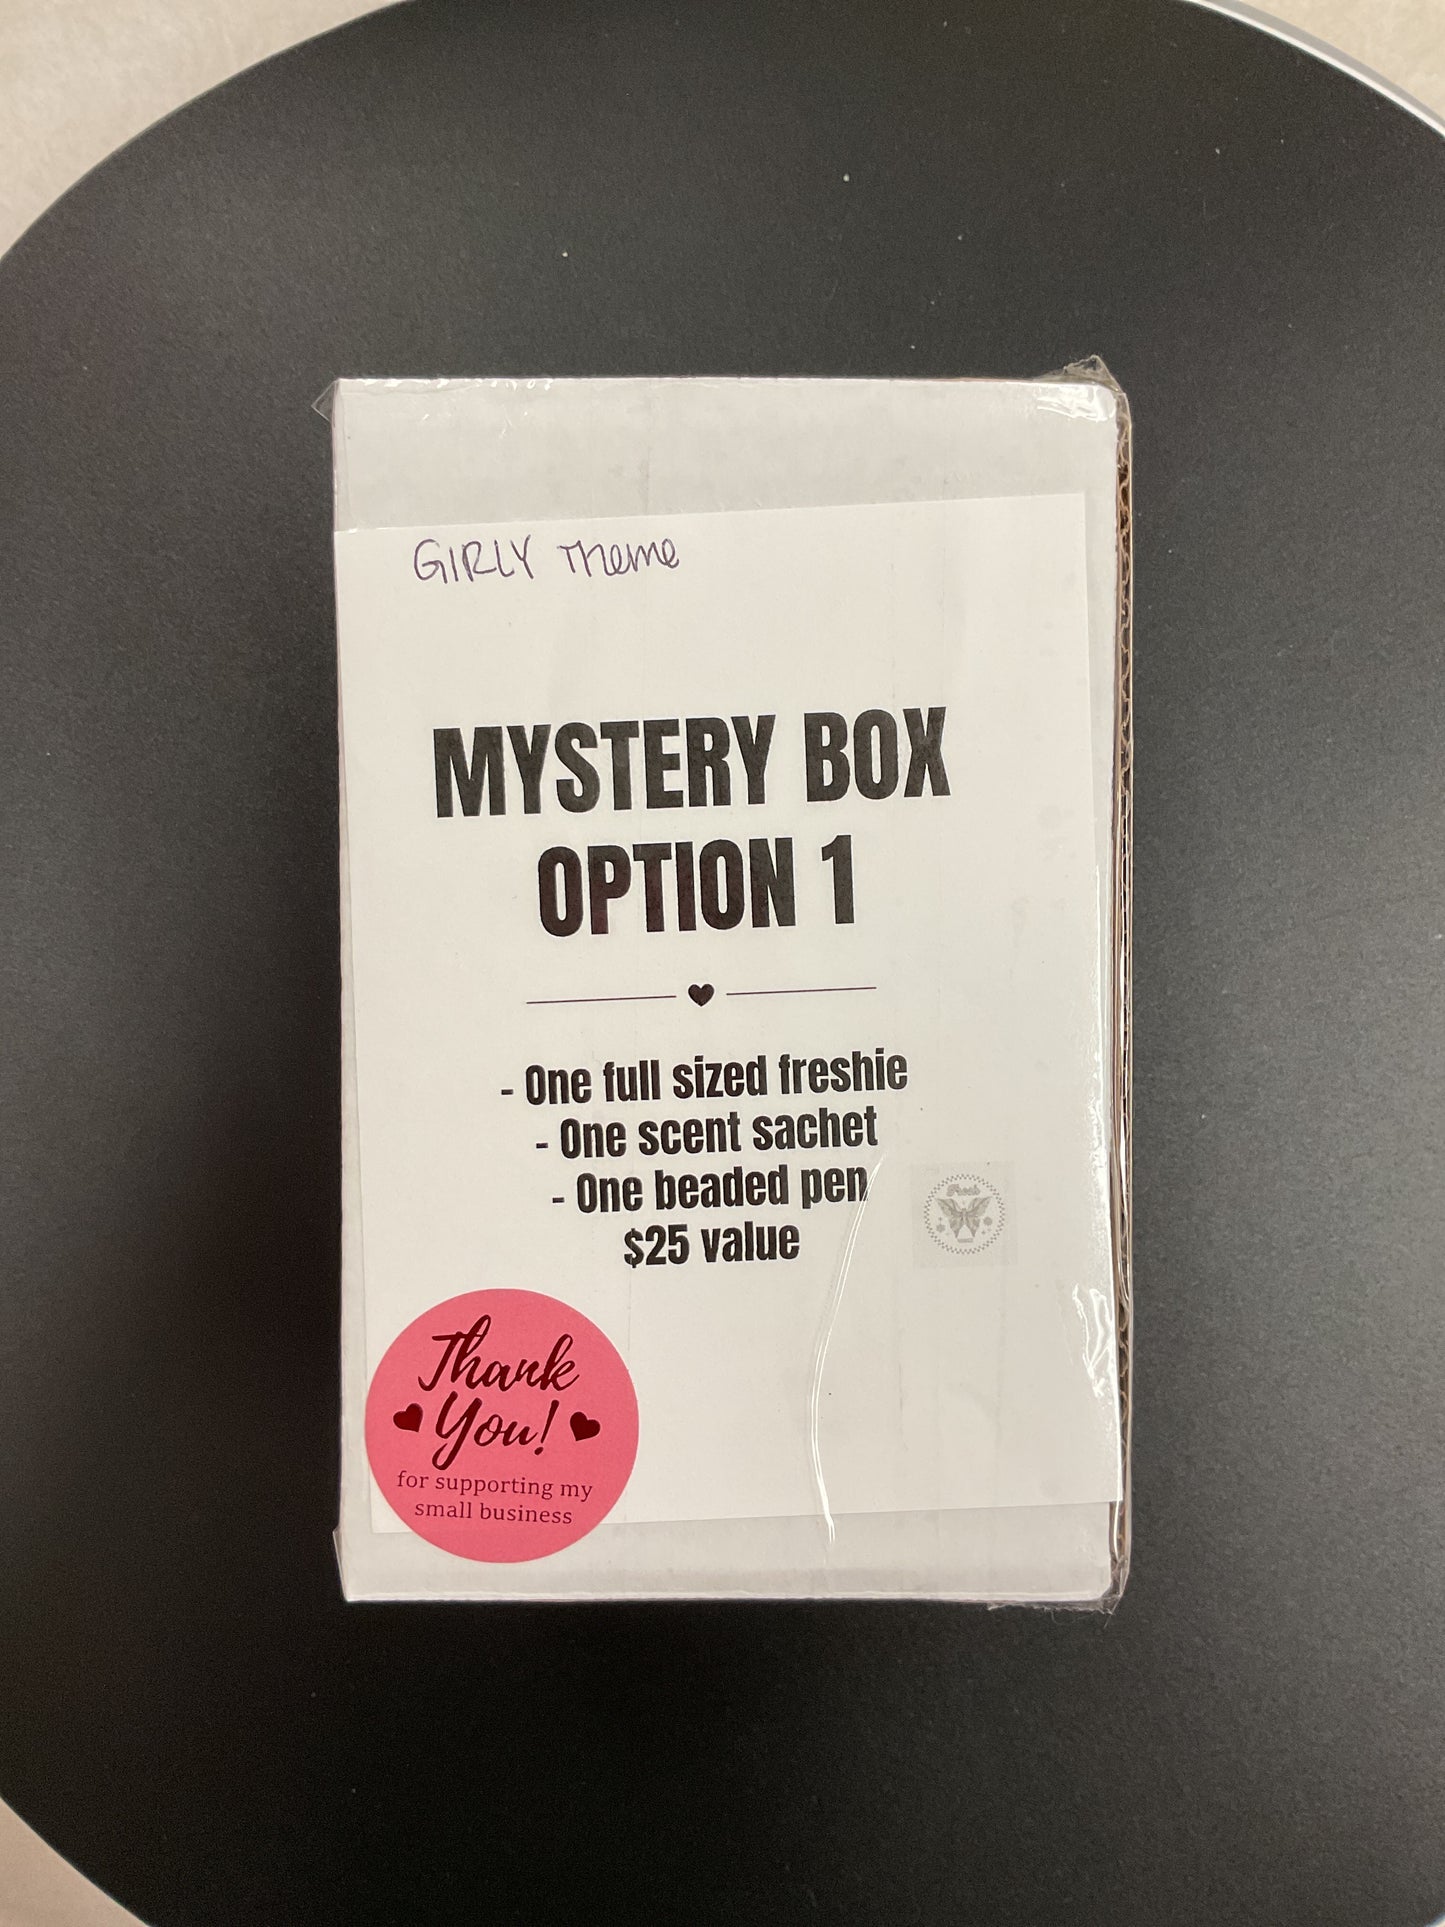 GIRLY Theme
MYSTERY BOX
OPTION 1
- One full sized freshie
- One scent sachet
- One beaded pen
$25 value
Thank
You!
for supporting my
small business